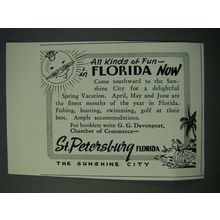 All Kinds of Fun—
in FLORIDA NOW
Come southward to the Sun-
shine City for a delightful
Spring Vacation. April, May and June are
the finest months of the year in Florida.
Fishing, boating, swimming, golf at their
best. Ample accommodations.
For booklets write G. G. Davenport,
Chamber of Commerce—
St. Petersburg FLORIDA
THE SUNSHINE CITY